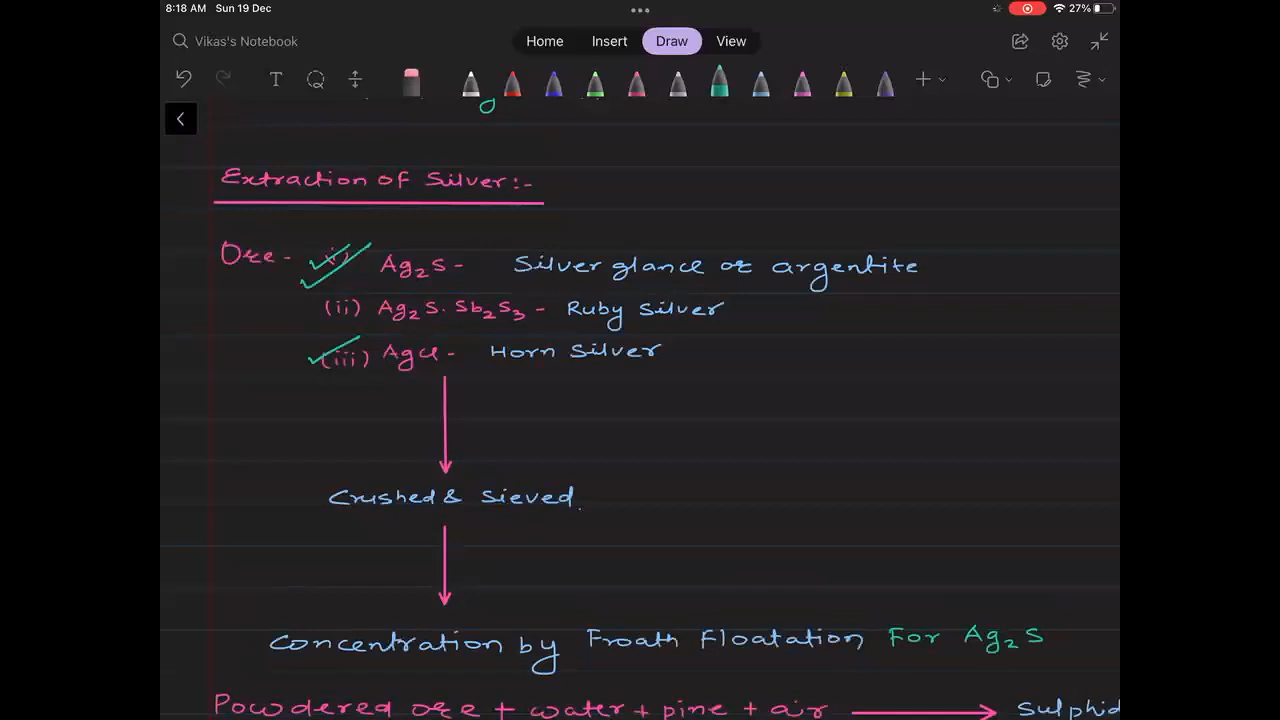 8:18 AM Sun 19 Dec
27%
Vikas's Notebook
Home Insert Draw View
Extraction of Silver:-
Ore - (i) Ag₂S - Silver glance or argentite
(ii) Ag₂S.Sb₂S₃ - Ruby Silver
(iii) AgCl - Horn Silver
Crushed & Sieved.
Concentration by Froath Floatation For Ag₂S
Powdered ore + water + pine + air ⟶ Sulphid